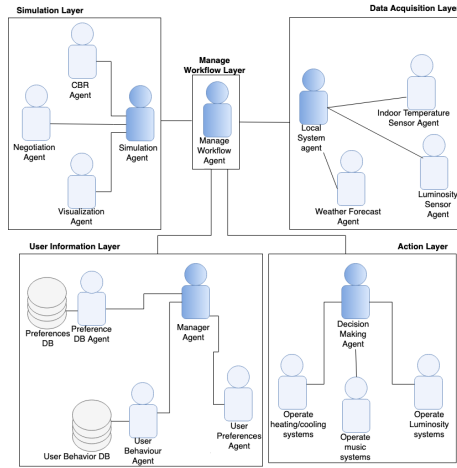 Simulation Layer
Data Acquisition Layer
Manage
Workflow Layer
CBR
Agent
Negotiation
Agent
Simulation
Agent
Visualization
Agent
Manage
Workflow
Agent
Local
System
agent
Indoor Temperature
Sensor Agent
Weather Forecast
Agent
Luminosity
Sensor
Agent
User Information Layer
Action Layer
Preferences
DB
Preference
DB Agent
Manager
Agent
User Behavior DB
User
Behaviour
Agent
User
Preferences
Agent
Decision
Making
Agent
Operate
heating/cooling
systems
Operate
music
systems
Operate
Luminosity
systems